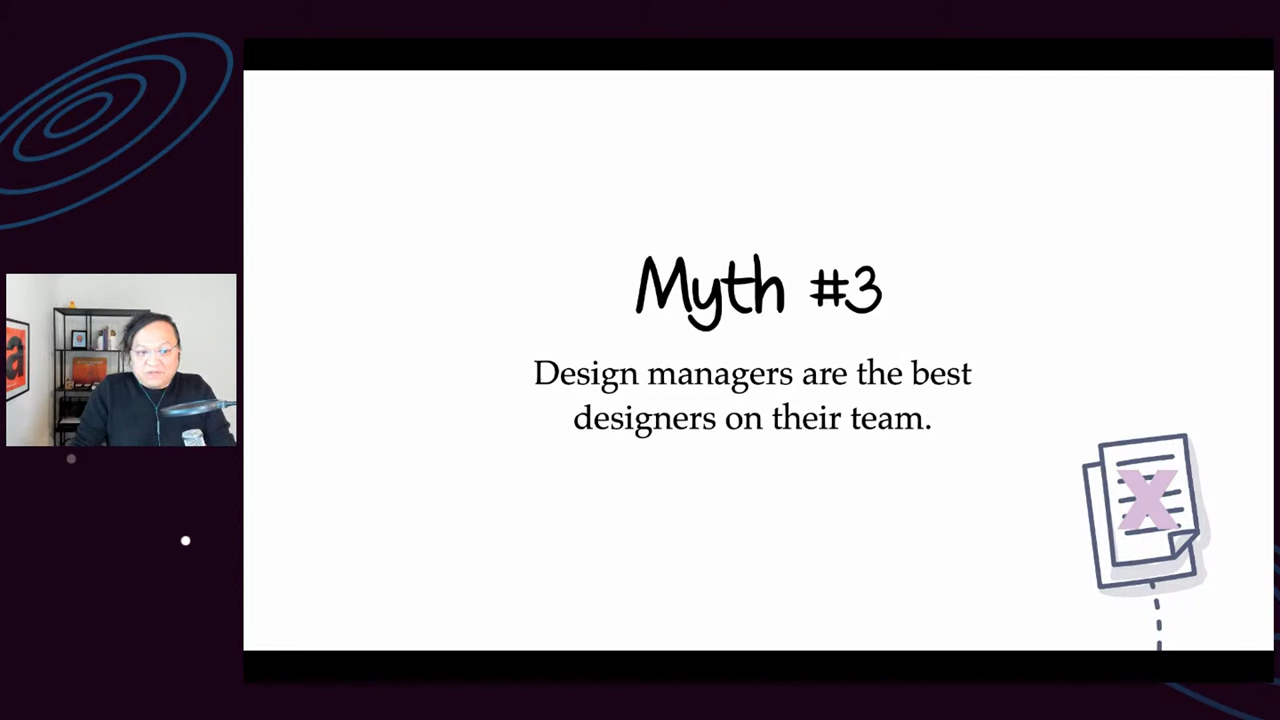 Myth #3
Design managers are the best
designers on their team.
X
a